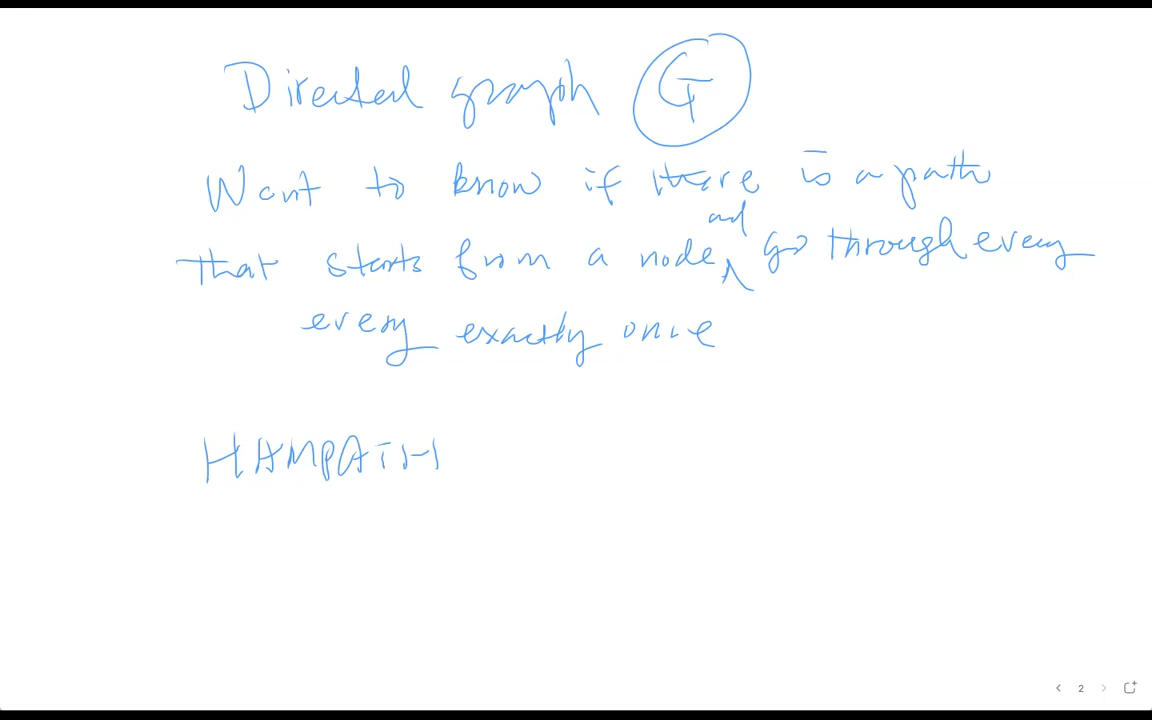 Directed graph G
Want to know if there is a path
that starts from a node, and go through every
every exactly once
HAMPATH
2